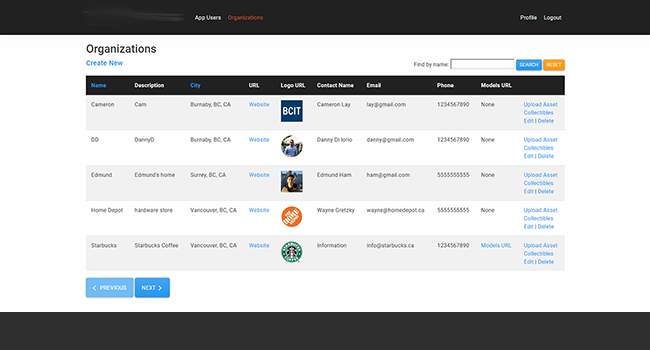 App Users Organizations Profile Logout
Organizations
Create New
Find by name: SEARCH RESET
Name Description City URL Logo URL Contact Name Email Phone Models URL
Cameron Cam Burnaby, BC, CA Website BCIT Cameron Lay lay@gmail.com 1234567890 None Upload Asset
Collectibles
Edit | Delete
DD DannyD Burnaby, BC, CA Website Danny Di Iorio danny@gmail.com 1234567890 None Upload Asset
Collectibles
Edit | Delete
Edmund Edmund's home Surrey, BC, CA Website Edmund Ham ham@gmail.com 5555555555 None Upload Asset
Collectibles
Edit | Delete
Home Depot hardware store Vancouver, BC, CA Website Wayne Gretzky wayne@homedepot.ca 5555555555 None Upload Asset
Collectibles
Edit | Delete
Starbucks Starbucks Coffee Vancouver, BC, CA Website Information info@starbucks.ca 1234567890 Models URL Upload Asset
Collectibles
Edit | Delete
PREVIOUS NEXT